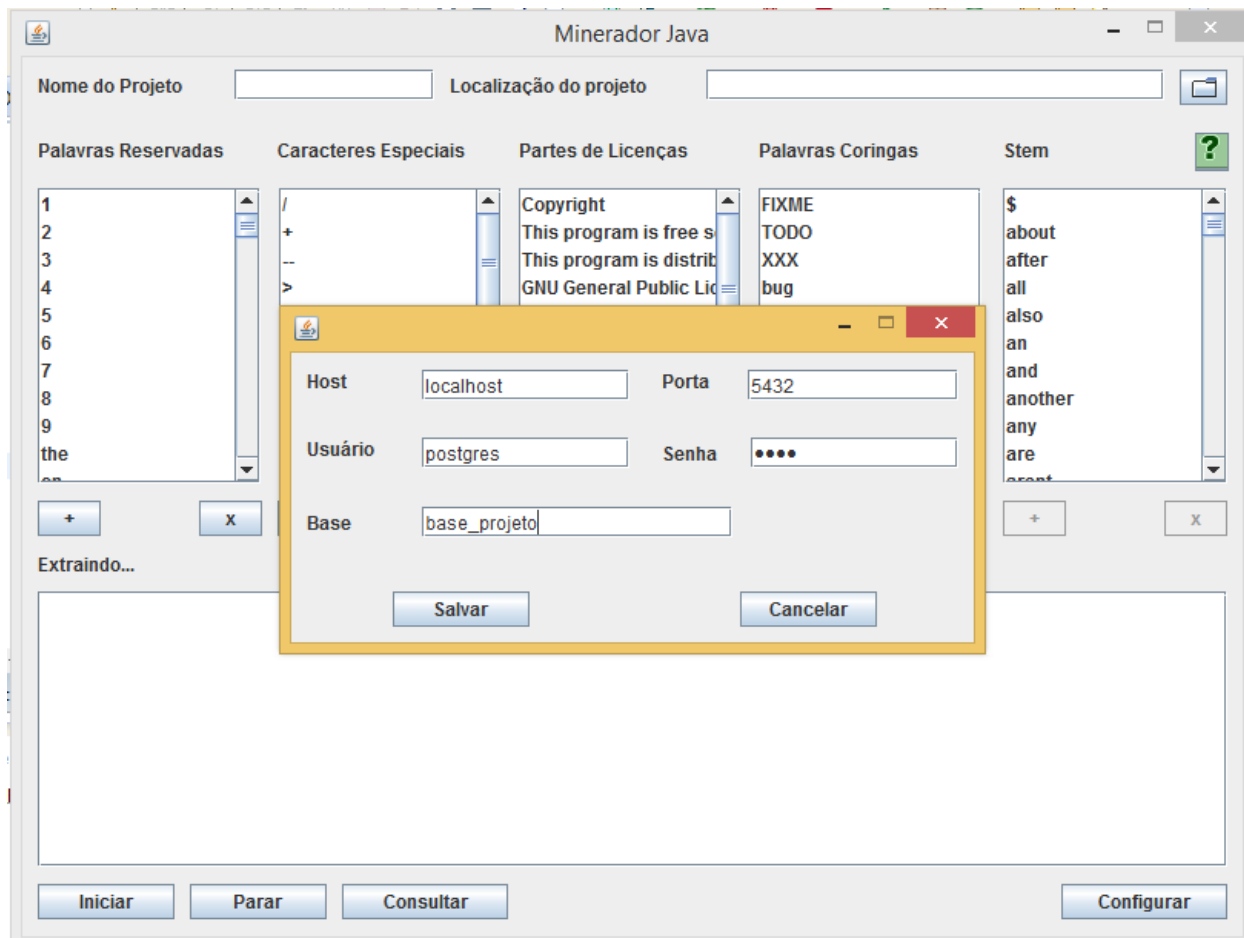 Minerador Java
Nome do Projeto Localização do projeto
Palavras Reservadas Caracteres Especiais Partes de Licenças Palavras Coringas Stem ?
1 / Copyright FIXME $
2 + This program is free s TODO about
3 -- This program is distrib XXX after
4 > GNU General Public Lic bug all
5 also
6 an
7 and
8 another
9 any
the are
Host localhost Porta 5432
Usuário postgres Senha ••••
Base base_projeto
Salvar Cancelar
+ x + x
Extraindo...
Iniciar Parar Consultar Configurar